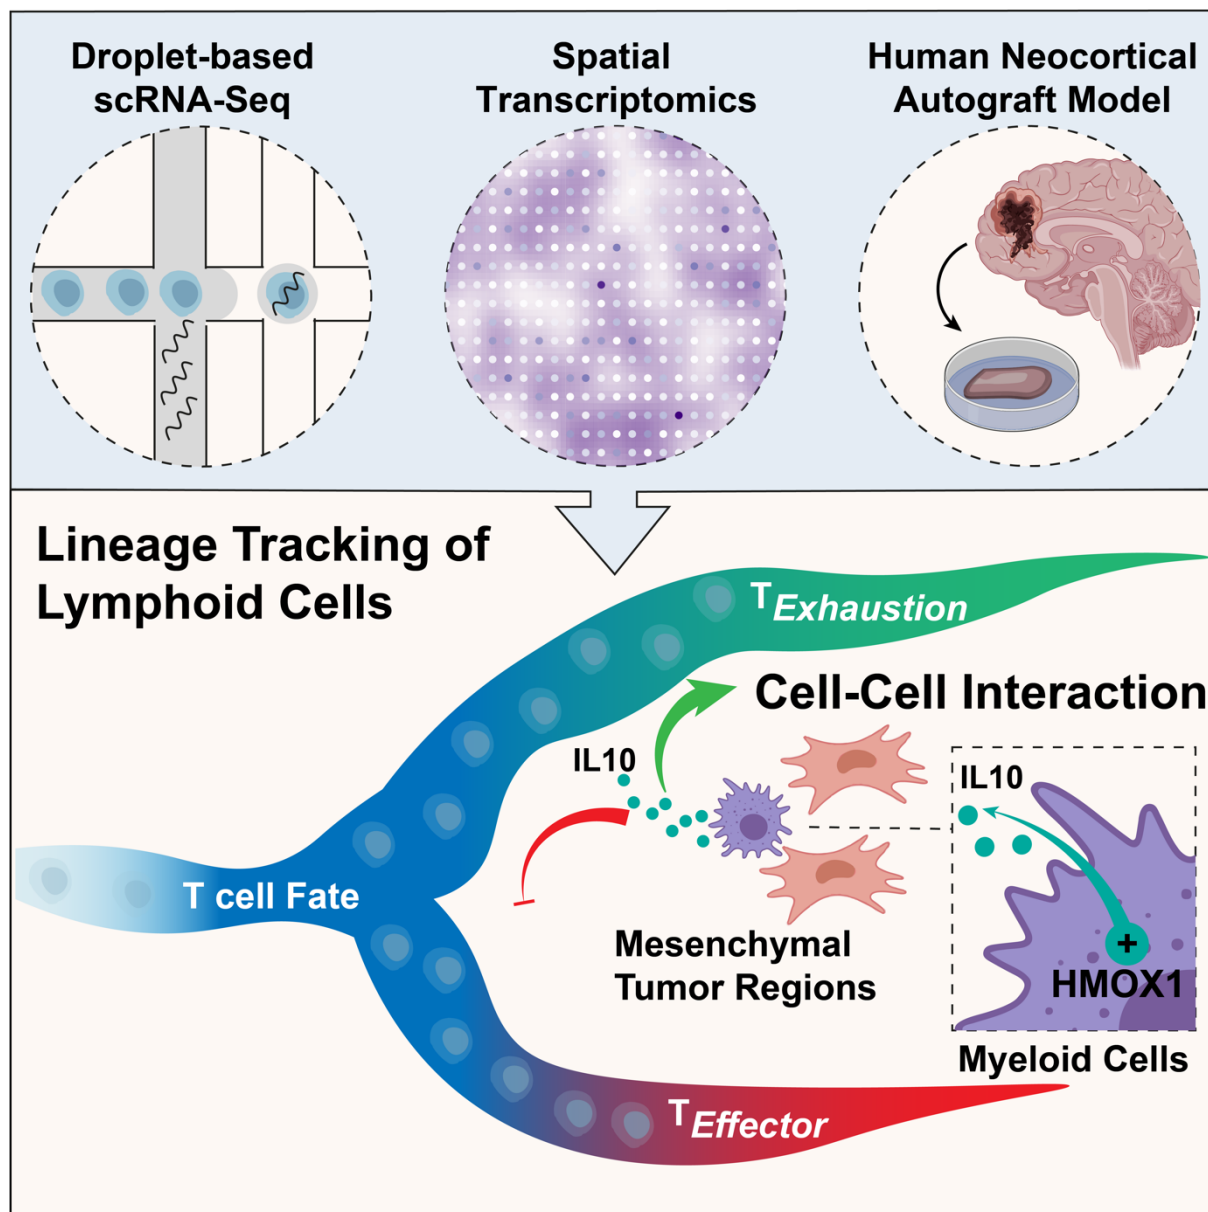 Droplet-based
scRNA-Seq
Spatial
Transcriptomics
Human Neocortical
Autograft Model
Lineage Tracking of
Lymphoid Cells
TExhaustion
Cell-Cell Interaction
IL10
IL10
T cell Fate
Mesenchymal
Tumor Regions
+
HMOX1
Myeloid Cells
TEffector